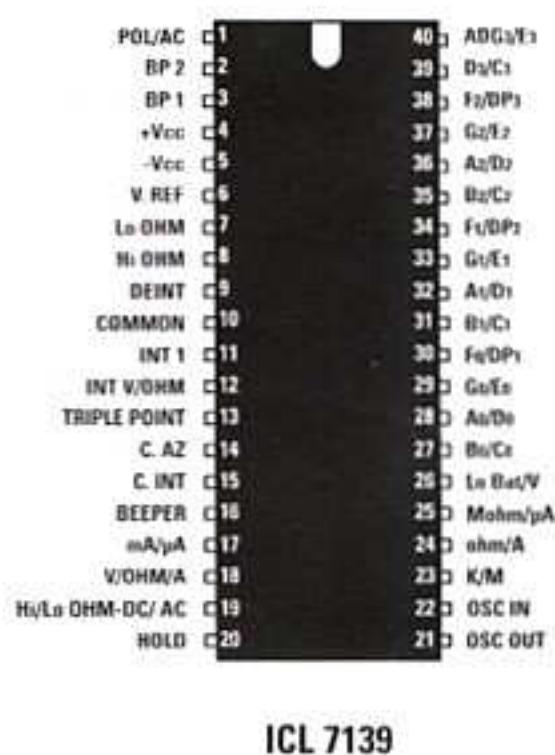 POL/AC 1 40 ADG3/E3
BP 2 2 39 D3/C3
BP 1 3 38 F2/DP3
+Vcc 4 37 G2/E2
-Vcc 5 36 A2/D2
V. REF 6 35 B2/C2
Lo OHM 7 34 F1/DP2
Hi OHM 8 33 G1/E1
DEINT 9 32 A1/D1
COMMON 10 31 B1/C1
INT 1 11 30 F0/DP1
INT V/OHM 12 29 G0/E0
TRIPLE POINT 13 28 A0/D0
C. AZ 14 27 B0/C0
C. INT 15 26 Lo Bat/V
BEEPER 16 25 Mohm/µA
mA/µA 17 24 ohm/A
V/OHM/A 18 23 K/M
Hi/Lo OHM-DC/ AC 19 22 OSC IN
HOLD 20 21 OSC OUT
ICL 7139